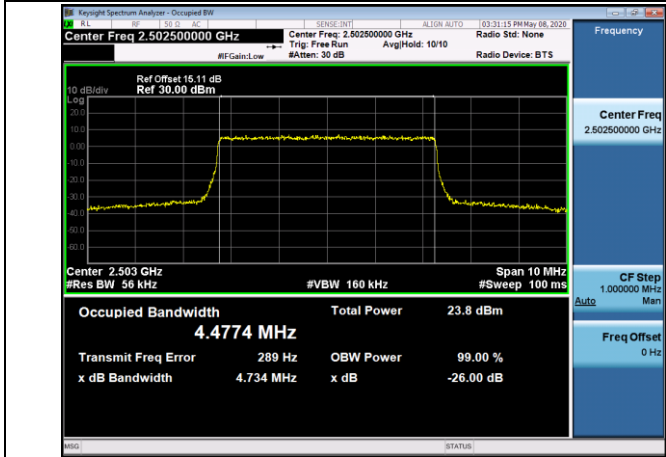 Keysight Spectrum Analyzer - Occupied BW
RL RF 50 Ω AC SENSE:INT ALIGN AUTO 03:31:15 PM May 08, 2020
Center Freq 2.502500000 GHz
Center Freq: 2.502500000 GHz Radio Std: None
Trig: Free Run Avg|Hold: 10/10
#IFGain:Low #Atten: 30 dB Radio Device: BTS
Frequency
Ref Offset 15.11 dB
10 dB/div Ref 30.00 dBm
Log
20.0
10.0
0.00
-10.0
-20.0
-30.0
-40.0
-50.0
-60.0
Center 2.503 GHz Span 10 MHz
#Res BW 56 kHz #VBW 160 kHz #Sweep 100 ms
Occupied Bandwidth Total Power 23.8 dBm
4.4774 MHz
Transmit Freq Error 289 Hz OBW Power 99.00 %
x dB Bandwidth 4.734 MHz x dB -26.00 dB
Center Freq
2.502500000 GHz
CF Step
1.000000 MHz
Auto Man
Freq Offset
0 Hz
MSG STATUS